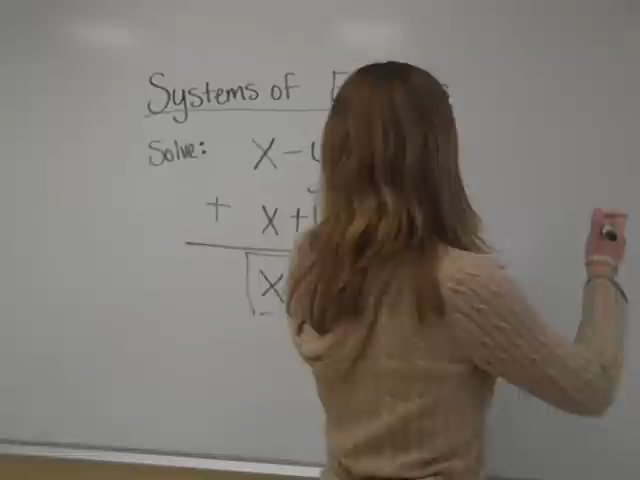 Systems of
Solve: x -
+ x +
x